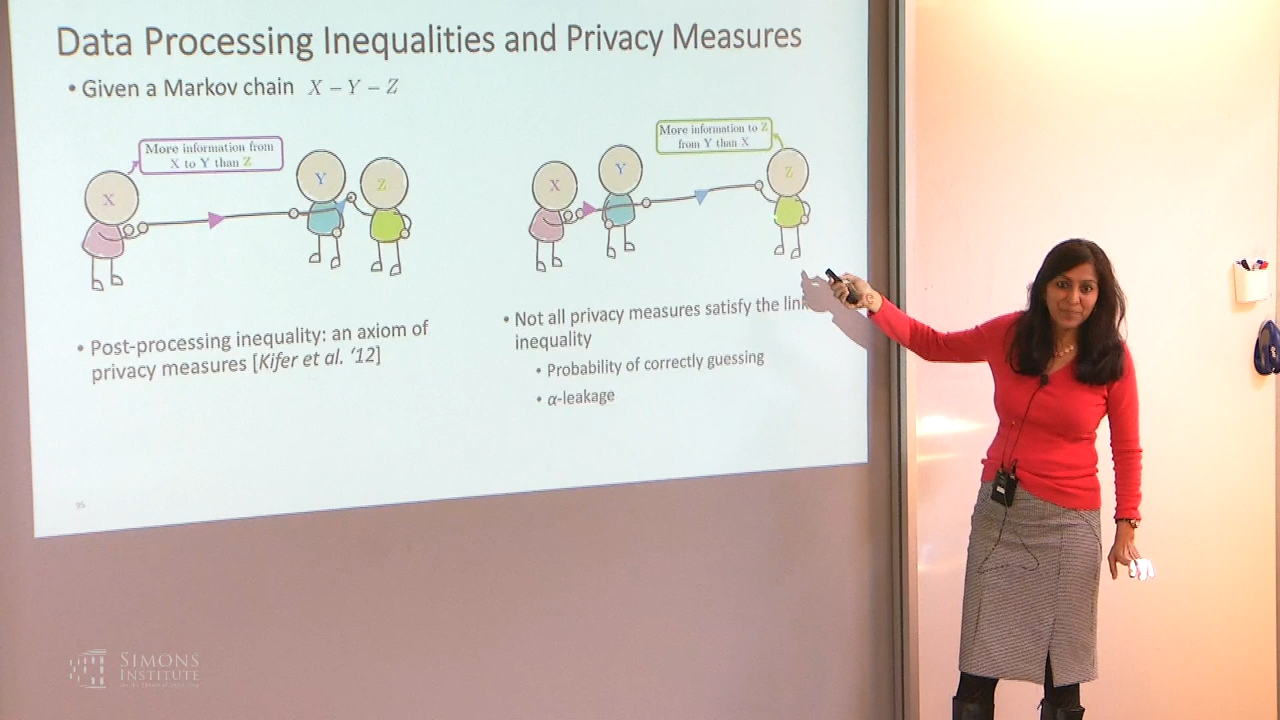 Data Processing Inequalities and Privacy Measures
• Given a Markov chain X − Y − Z
More information from
X to Y than Z
X
Y
Z
More information to Z
from Y than X
X
Y
Z
• Post-processing inequality: an axiom of
privacy measures [Kifer et al. ‘12]
• Not all privacy measures satisfy the
inequality
• Probability of correctly guessing
• α-leakage
95
SIMONS
INSTITUTE